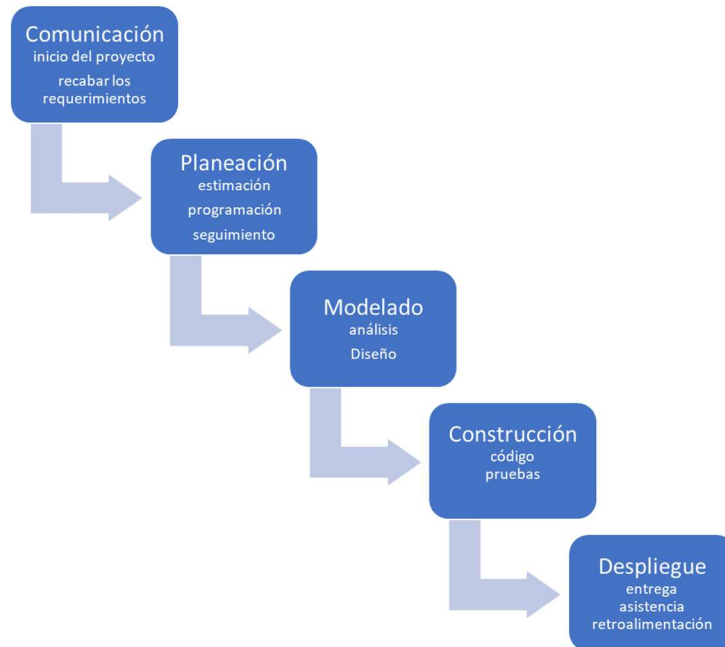 Comunicación
inicio del proyecto
recabar los
requerimientos
Planeación
estimación
programación
seguimiento
Modelado
análisis
Diseño
Construcción
código
pruebas
Despliegue
entrega
asistencia
retroalimentación